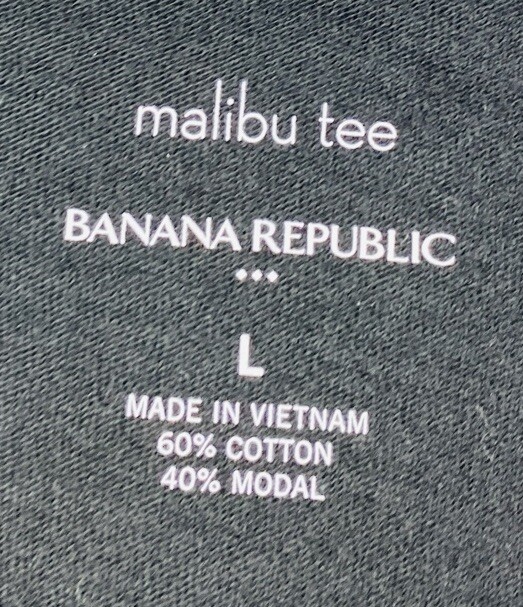 malibu tee
BANANA REPUBLIC
•••
L
MADE IN VIETNAM
60% COTTON
40% MODAL